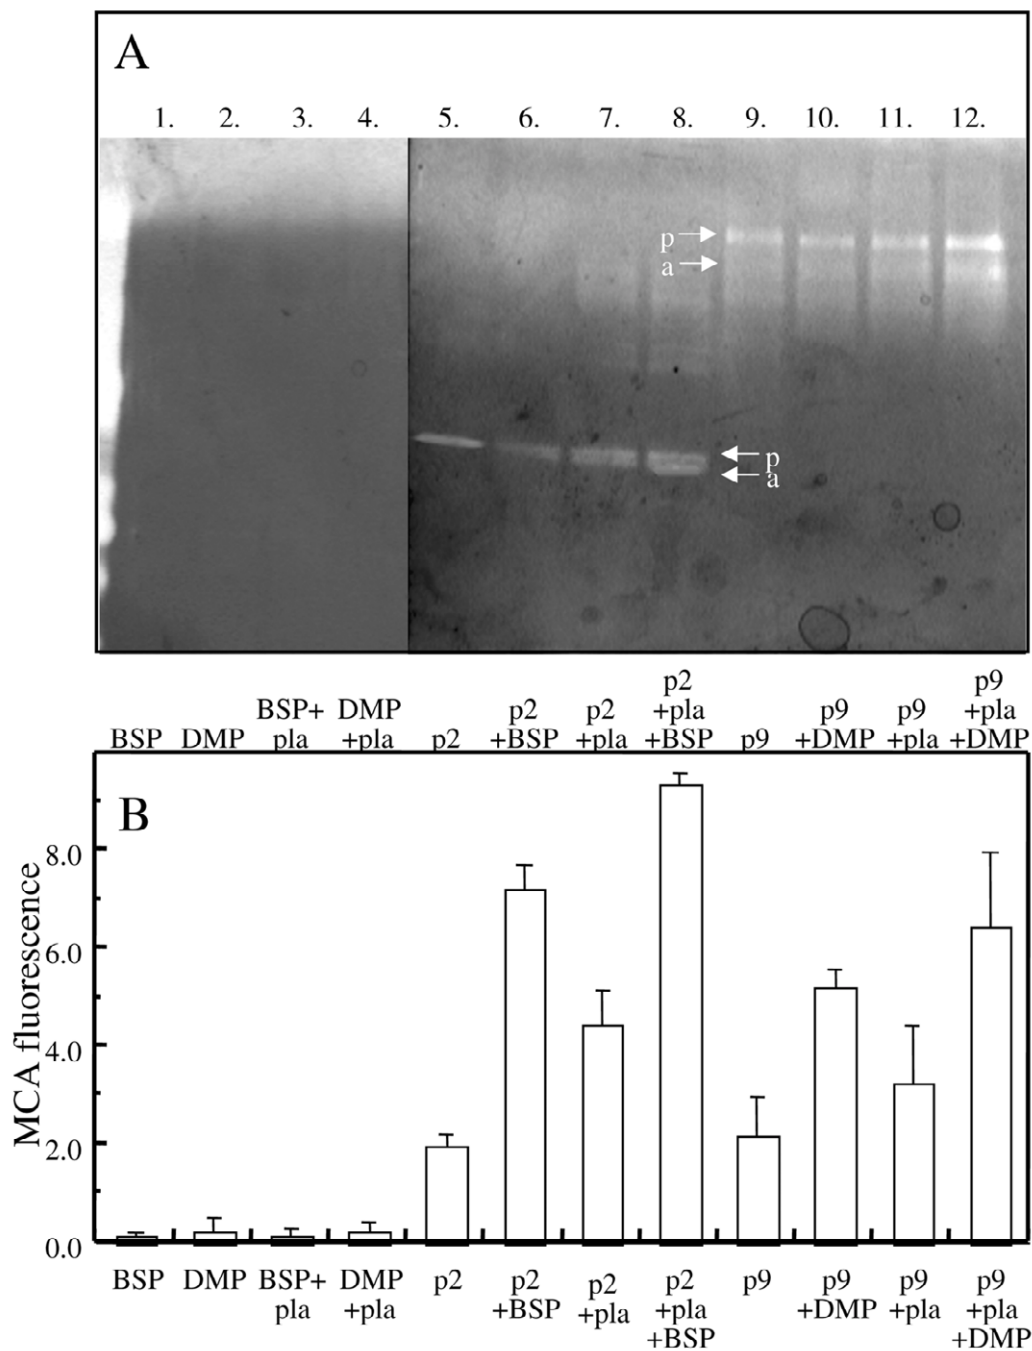 A
1. 2. 3. 4. 5. 6. 7. 8. 9. 10. 11. 12.
p
a
p
a
p2 p9
BSP+ DMP p2 p2 +pla p9 p9 +pla
BSP DMP pla +pla p2 +BSP +pla +BSP p9 +DMP +pla +DMP
B
MCA fluorescence
8.0
6.0
4.0
2.0
0.0
BSP DMP BSP+ DMP p2 p2 p2 p2 p9 p9 p9 p9
pla +pla +BSP +pla +pla +DMP +pla +pla
+BSP +DMP